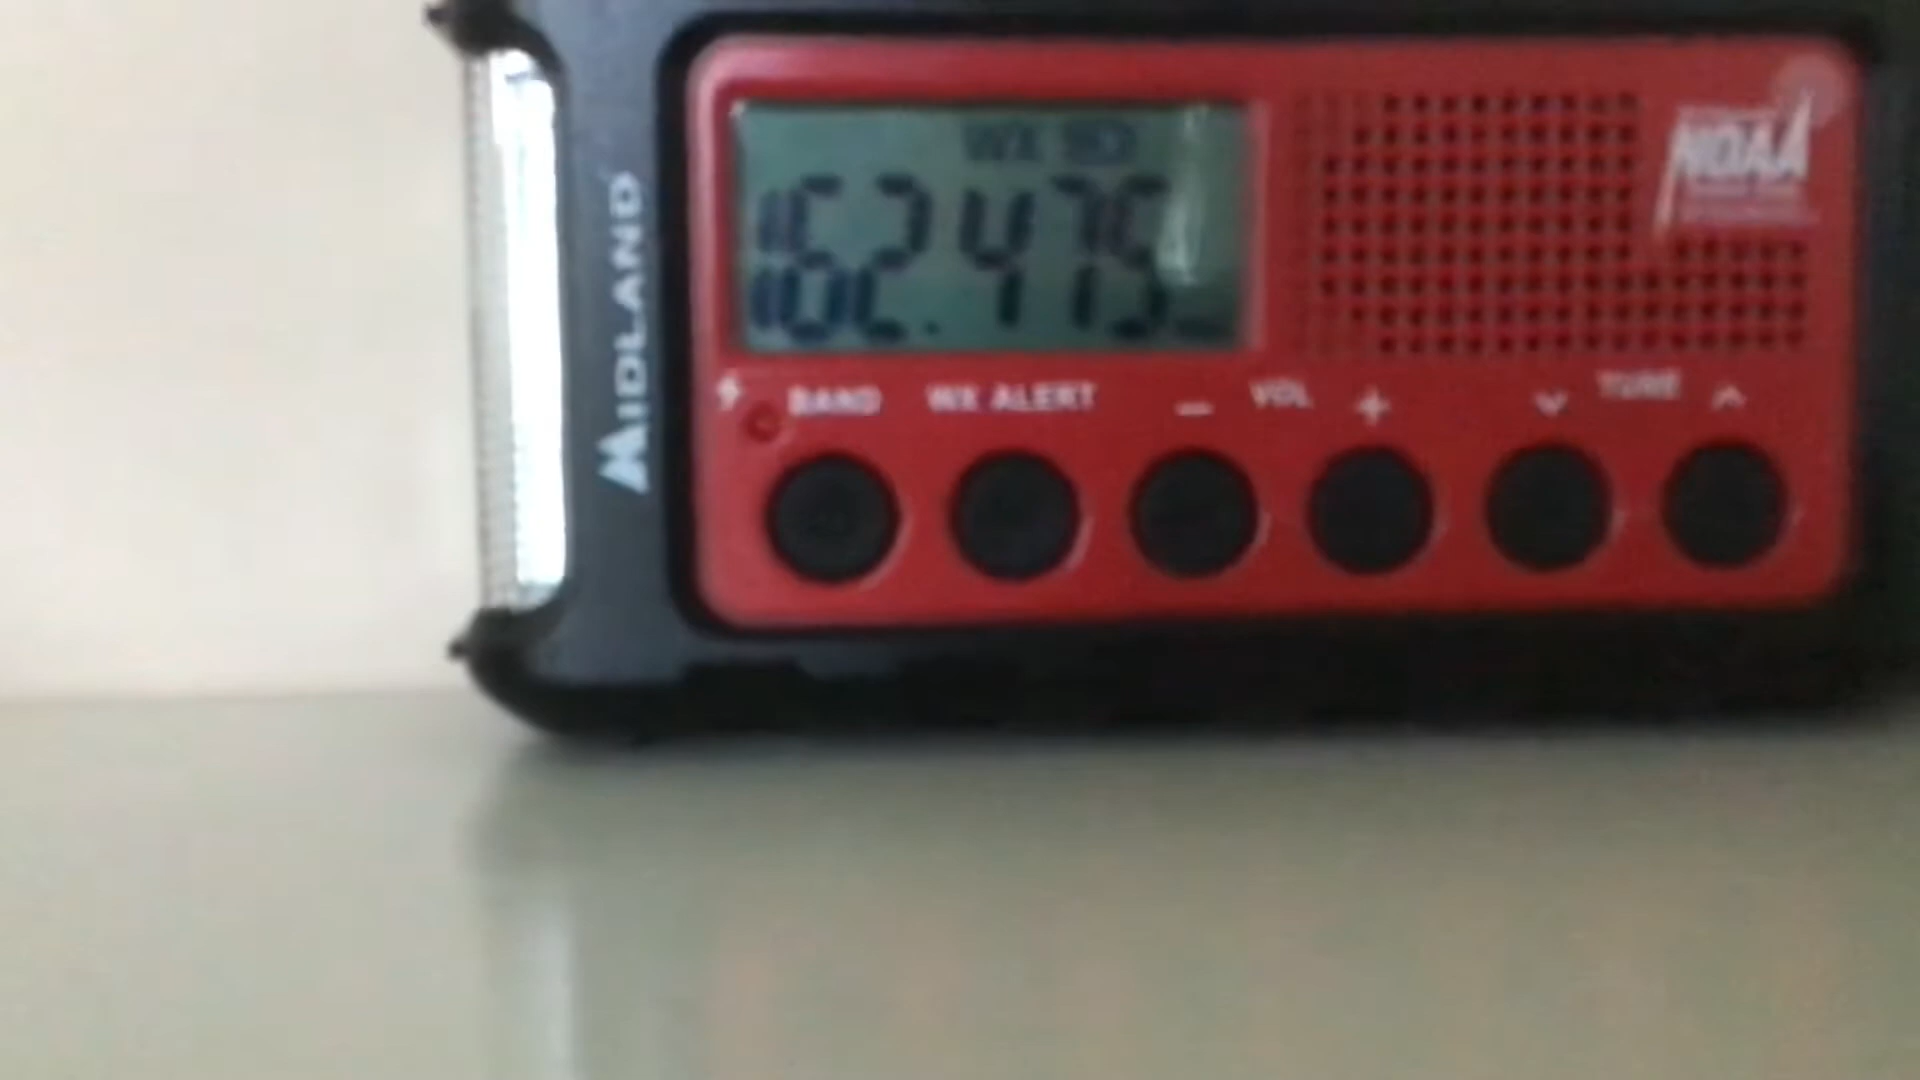 MIDLAND
WX
162.475
NOAA
BAND WX ALERT - VOL + TUNE